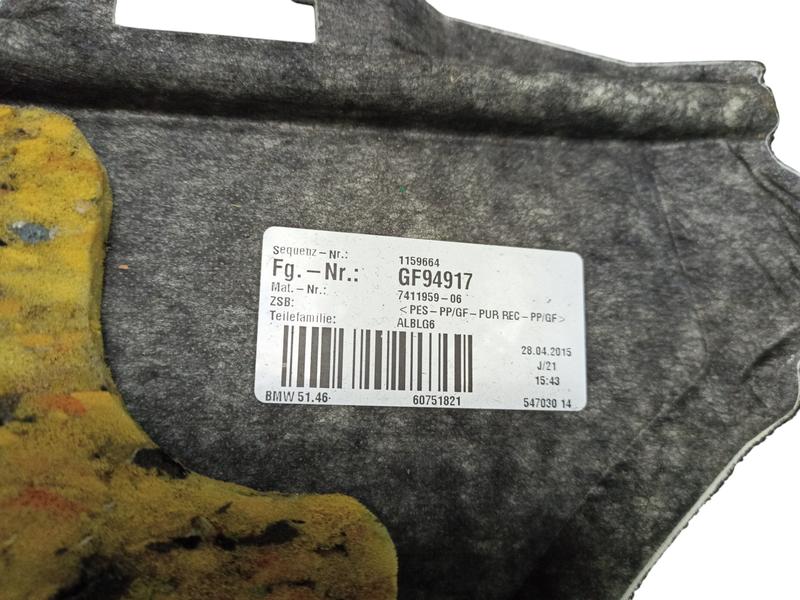 Sequenz-Nr.: 1159664
Fg.-Nr.: GF94917
Mat.-Nr.: 7411959-06
ZSB: <PES-PP/GF-PUR REC-PP/GF>
Teilefamilie: ALBLG6
28.04.2015
J/21
15:43
BMW 51.46- 60751821 547030 14